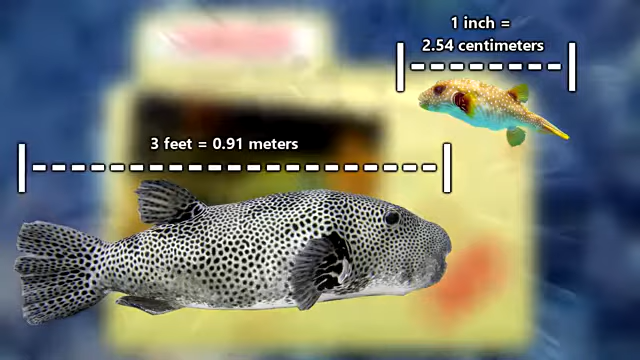 1 inch =
2.54 centimeters
3 feet = 0.91 meters